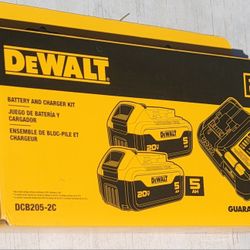 DEWALT
BATTERY AND CHARGER KIT
JUEGO DE BATERÍA Y
CARGADOR
ENSEMBLE DE BLOC-PILE ET
CHARGEUR
DCB205-2C
DEWALT
20V
5
DEWALT
20V
5
AH
5
AH
GUARA